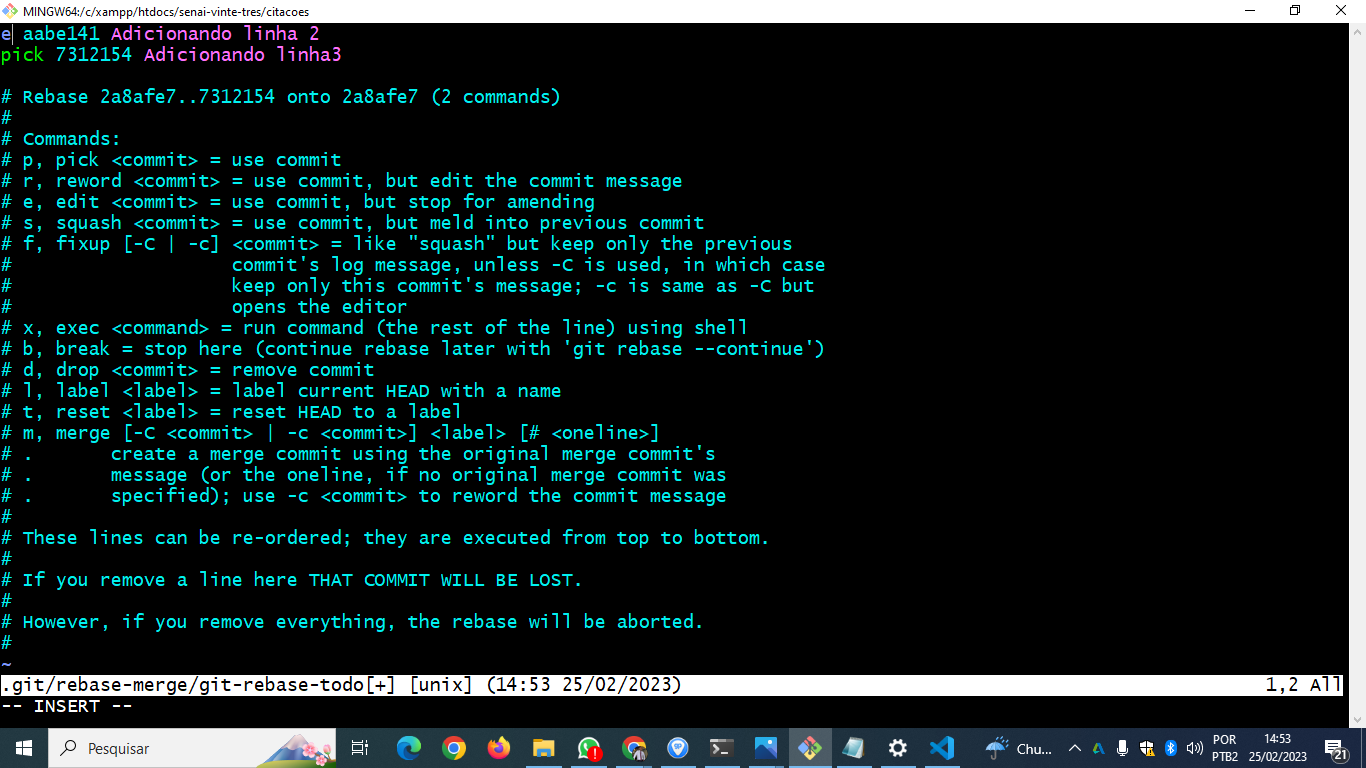 MINGW64:/c/xampp/htdocs/senai-vinte-tres/citacoes
e aabe141 Adicionando linha 2
pick 7312154 Adicionando linha3
# Rebase 2a8afe7..7312154 onto 2a8afe7 (2 commands)
#
# Commands:
# p, pick <commit> = use commit
# r, reword <commit> = use commit, but edit the commit message
# e, edit <commit> = use commit, but stop for amending
# s, squash <commit> = use commit, but meld into previous commit
# f, fixup [-C | -c] <commit> = like "squash" but keep only the previous
#                    commit's log message, unless -C is used, in which case
#                    keep only this commit's message; -c is same as -C but
#                    opens the editor
# x, exec <command> = run command (the rest of the line) using shell
# b, break = stop here (continue rebase later with 'git rebase --continue')
# d, drop <commit> = remove commit
# l, label <label> = label current HEAD with a name
# t, reset <label> = reset HEAD to a label
# m, merge [-C <commit> | -c <commit>] <label> [# <oneline>]
# .       create a merge commit using the original merge commit's
# .       message (or the oneline, if no original merge commit was
# .       specified); use -c <commit> to reword the commit message
#
# These lines can be re-ordered; they are executed from top to bottom.
#
# If you remove a line here THAT COMMIT WILL BE LOST.
#
# However, if you remove everything, the rebase will be aborted.
#
~
.git/rebase-merge/git-rebase-todo[+] [unix] (14:53 25/02/2023) 1,2 All
-- INSERT --
Pesquisar
Chu...
POR
PTB2
14:53
25/02/2023
21